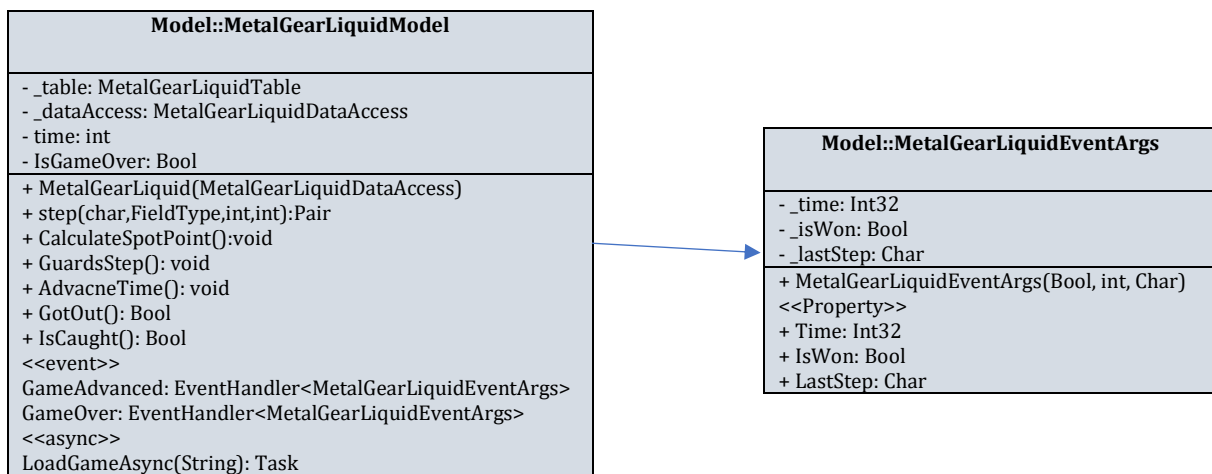 Model::MetalGearLiquidModel
- _table: MetalGearLiquidTable
- _dataAccess: MetalGearLiquidDataAccess
- time: int
- IsGameOver: Bool
+ MetalGearLiquid(MetalGearLiquidDataAccess)
+ step(char,FieldType,int,int):Pair
+ CalculateSpotPoint():void
+ GuardsStep(): void
+ AdvacneTime(): void
+ GotOut(): Bool
+ IsCaught(): Bool
<<event>>
GameAdvanced: EventHandler<MetalGearLiquidEventArgs>
GameOver: EventHandler<MetalGearLiquidEventArgs>
<<async>>
LoadGameAsync(String): Task
Model::MetalGearLiquidEventArgs
- _time: Int32
- _isWon: Bool
- _lastStep: Char
+ MetalGearLiquidEventArgs(Bool, int, Char)
<<Property>>
+ Time: Int32
+ IsWon: Bool
+ LastStep: Char